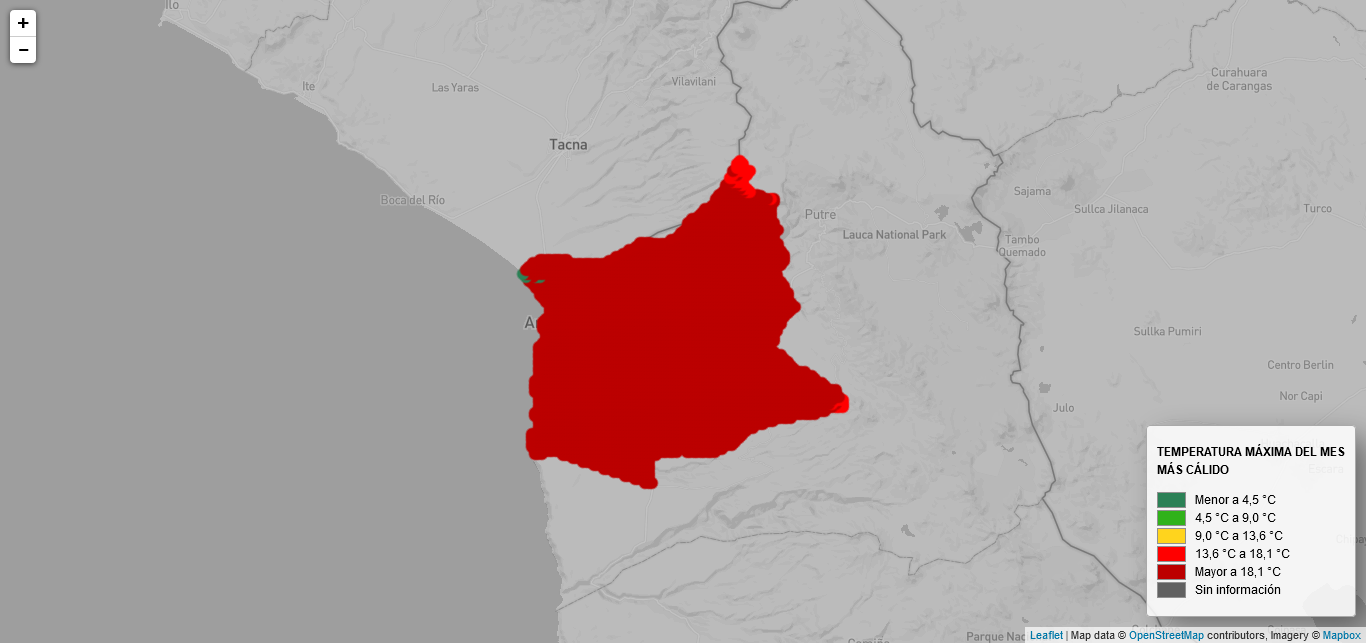 +
−
Ilo
Ite
Las Yaras
Vilavilani
Curahuara
de Carangas
Tacna
Boca del Río
Putre
Lauca National Park
Sajama
Sullca Jilanaca
Turco
Tambo
Quemado
A
Sullka Pumiri
Centro Berlin
Nor Capi
Julo
TEMPERATURA MÁXIMA DEL MES
MÁS CÁLIDO
Escara
Menor a 4,5 °C
4,5 °C a 9,0 °C
9,0 °C a 13,6 °C
13,6 °C a 18,1 °C
Mayor a 18,1 °C
Sin información
Parque Nac
Leaflet | Map data © OpenStreetMap contributors, Imagery © Mapbox